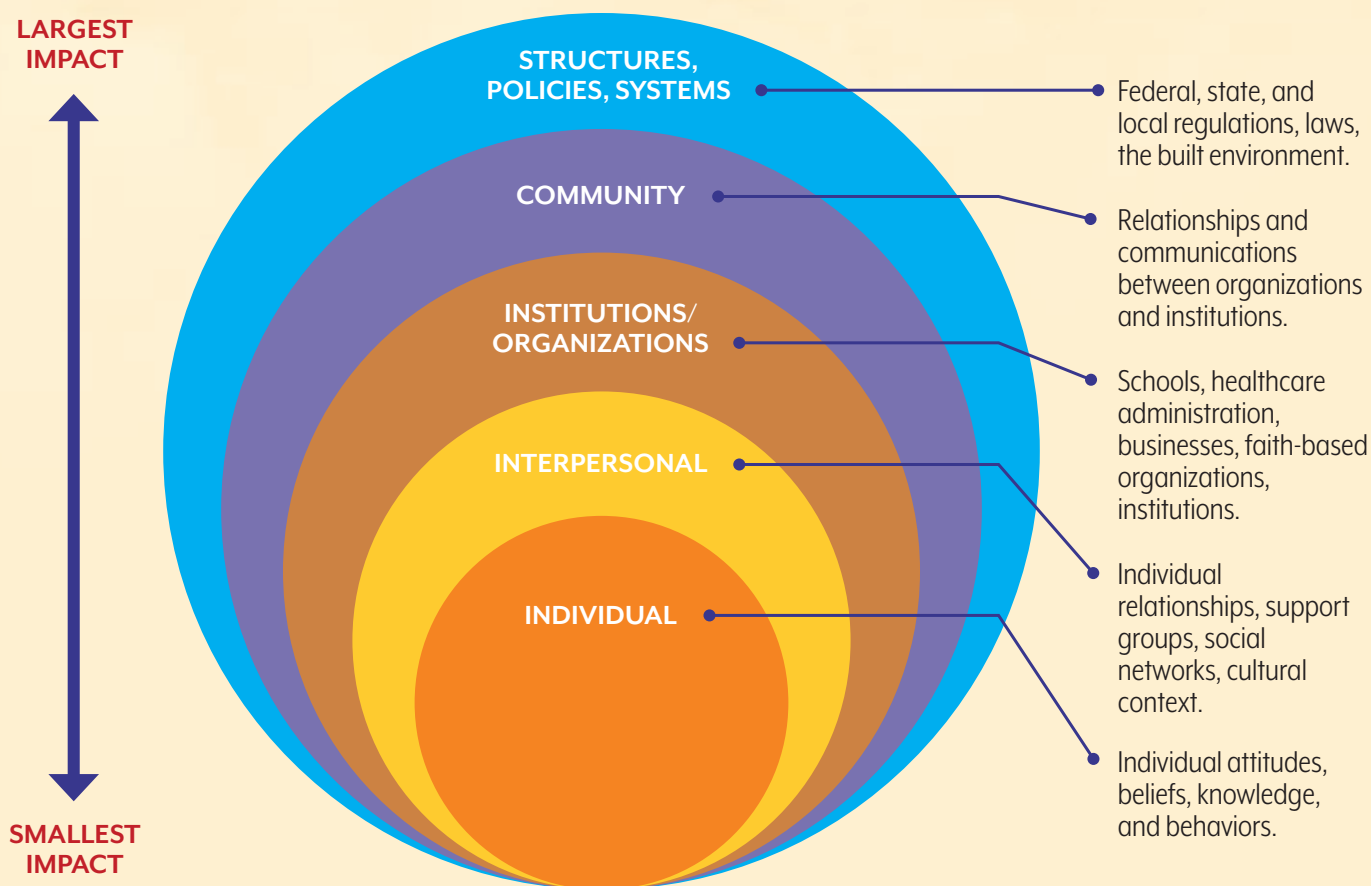 LARGEST
IMPACT
STRUCTURES,
POLICIES, SYSTEMS
Federal, state, and
local regulations, laws,
the built environment.
COMMUNITY
Relationships and
communications
between organizations
and institutions.
INSTITUTIONS/
ORGANIZATIONS
Schools, healthcare
administration,
businesses, faith-based
organizations,
institutions.
INTERPERSONAL
Individual
relationships, support
groups, social
networks, cultural
context.
INDIVIDUAL
Individual attitudes,
beliefs, knowledge,
and behaviors.
SMALLEST
IMPACT